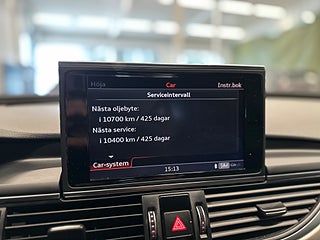 Höja Car Instr.bok
Serviceintervall
Nästa oljebyte:
i 10700 km / 425 dagar
Nästa service:
i 10400 km / 425 dagar
Car-system 15:13